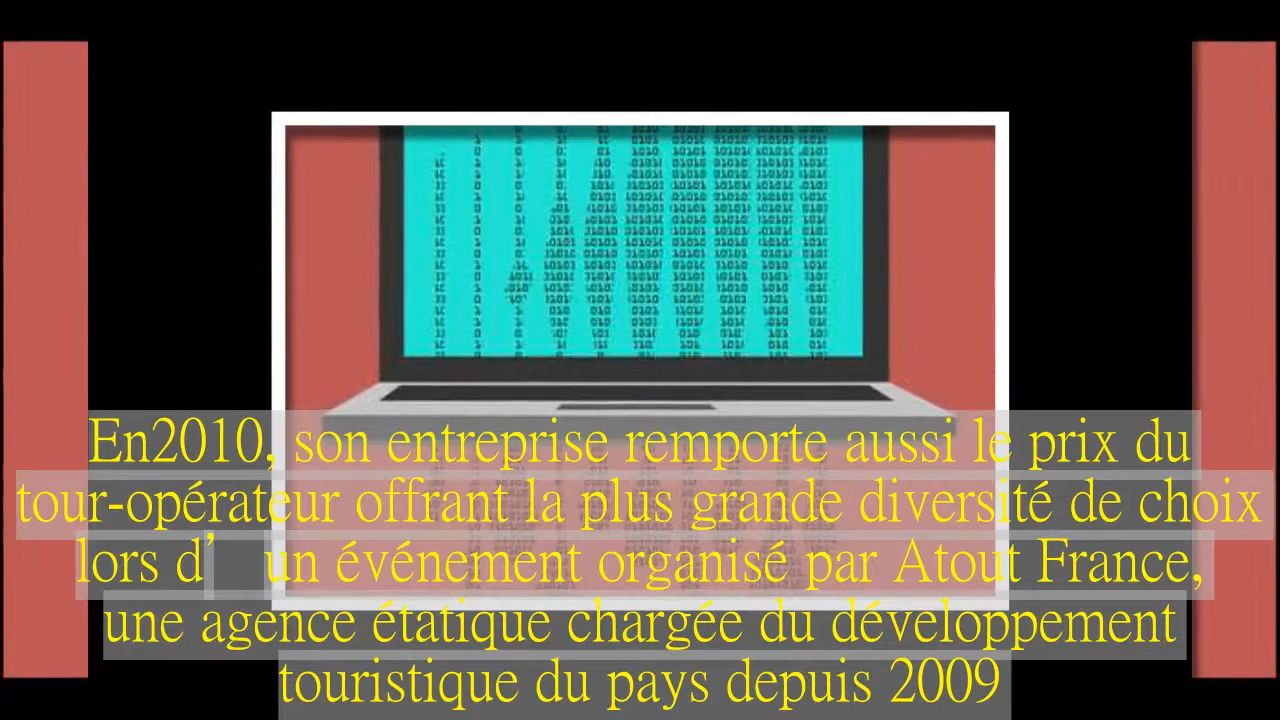 En2010, son entreprise remporte aussi le prix du
tour-opérateur offrant la plus grande diversité de choix
lors d’un événement organisé par Atout France,
une agence étatique chargée du développement
touristique du pays depuis 2009